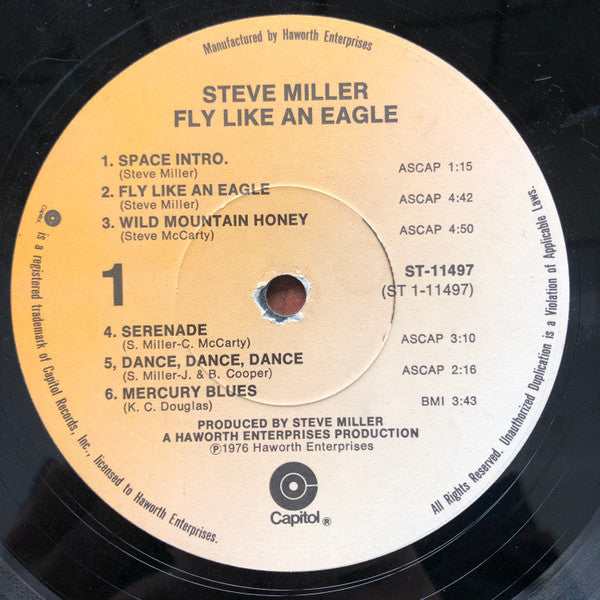 Manufactured by Haworth Enterprises
STEVE MILLER
FLY LIKE AN EAGLE
1. SPACE INTRO. ASCAP 1:15
(Steve Miller)
2. FLY LIKE AN EAGLE ASCAP 4:42
(Steve Miller)
3. WILD MOUNTAIN HONEY ASCAP 4:50
(Steve McCarty)
1
ST-11497
(ST 1-11497)
4. SERENADE ASCAP 3:10
(S. Miller-C. McCarty)
5, DANCE, DANCE, DANCE ASCAP 2:16
(S. Miller-J. & B. Cooper)
6. MERCURY BLUES BMI 3:43
(K. C. Douglas)
PRODUCED BY STEVE MILLER
A HAWORTH ENTERPRISES PRODUCTION
Ⓟ1976 Haworth Enterprises
Capitol®
Capitol® is a registered trademark of Capitol Records, Inc., licensed to Haworth Enterprises.
All Rights Reserved. Unauthorized Duplication is a Violation of Applicable Laws.